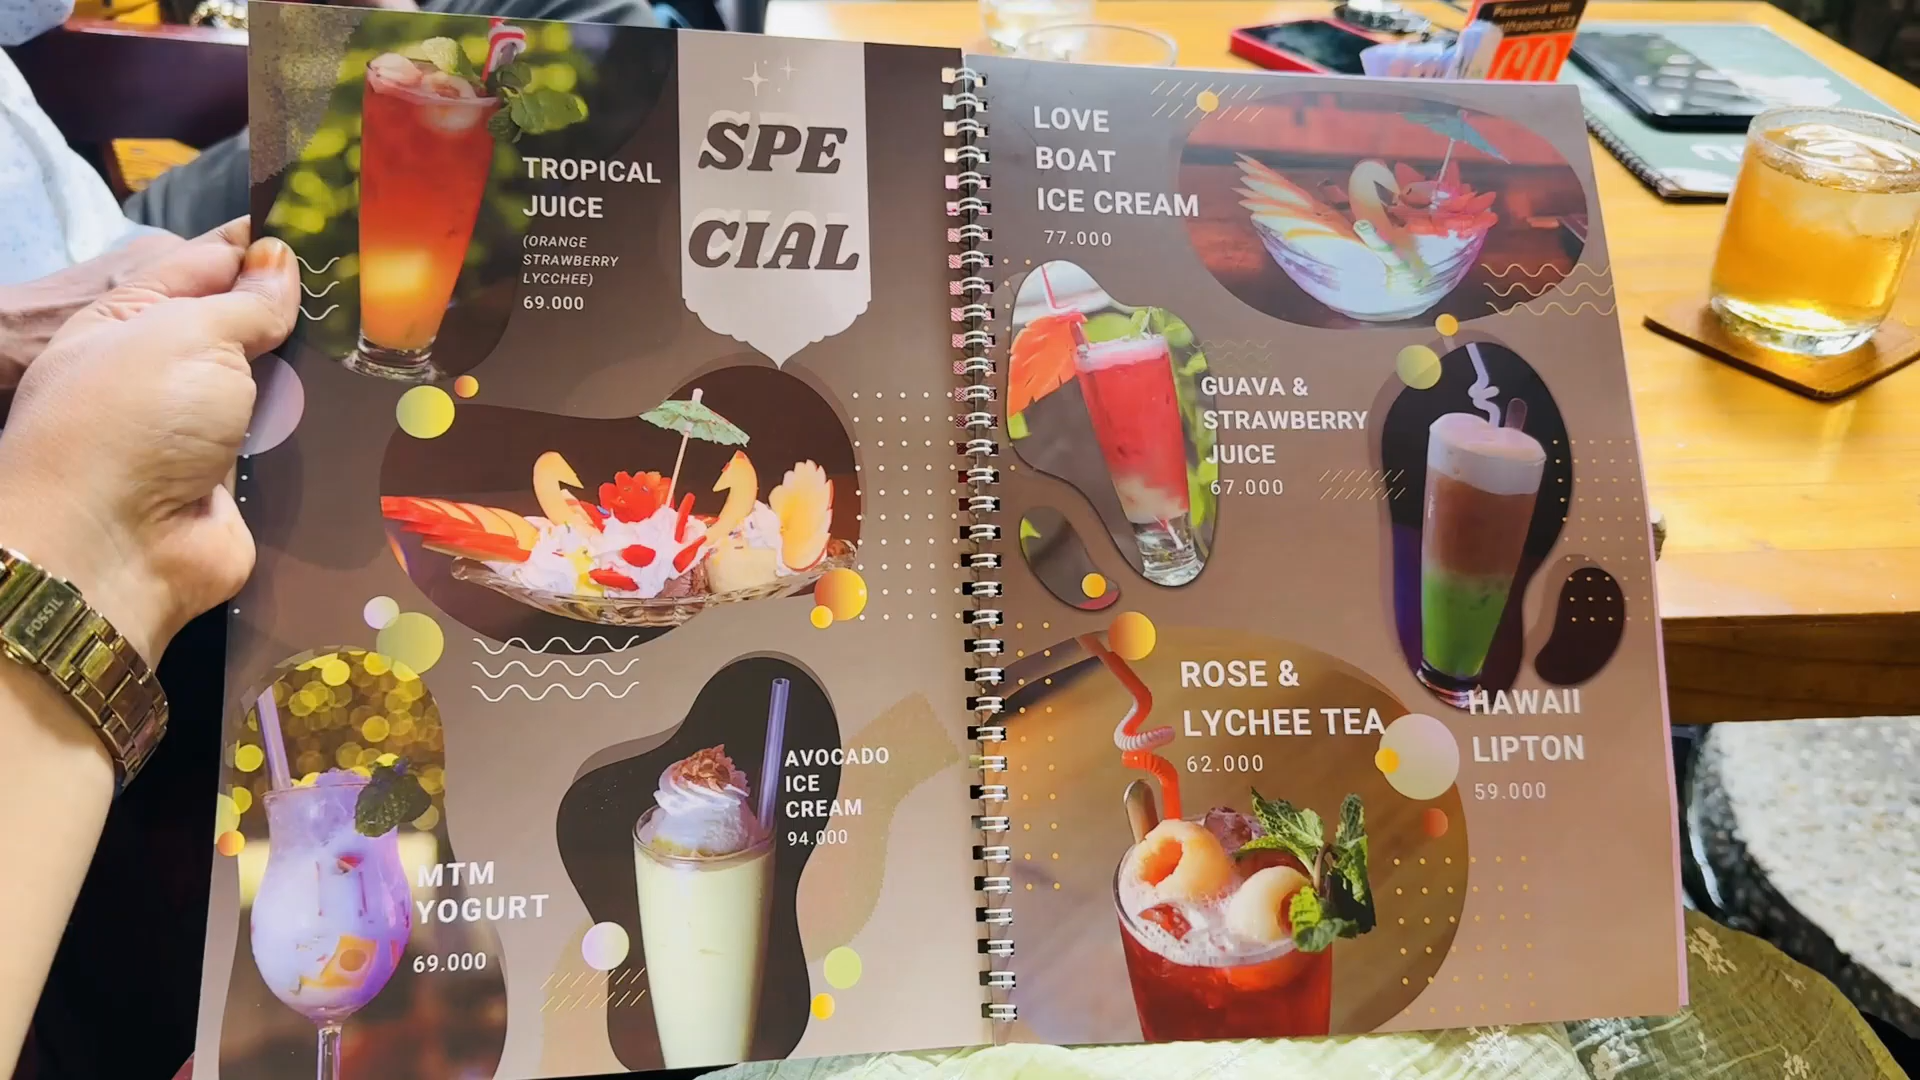 TROPICAL
JUICE
(ORANGE
STRAWBERRY
LYCCHEE)
69.000
SPE
CIAL
MTM
YOGURT
69.000
AVOCADO
ICE
CREAM
94.000
LOVE
BOAT
ICE CREAM
77.000
GUAVA &
STRAWBERRY
JUICE
67.000
ROSE &
LYCHEE TEA
62.000
HAWAII
LIPTON
59.000
FOSSIL
Password Wifi